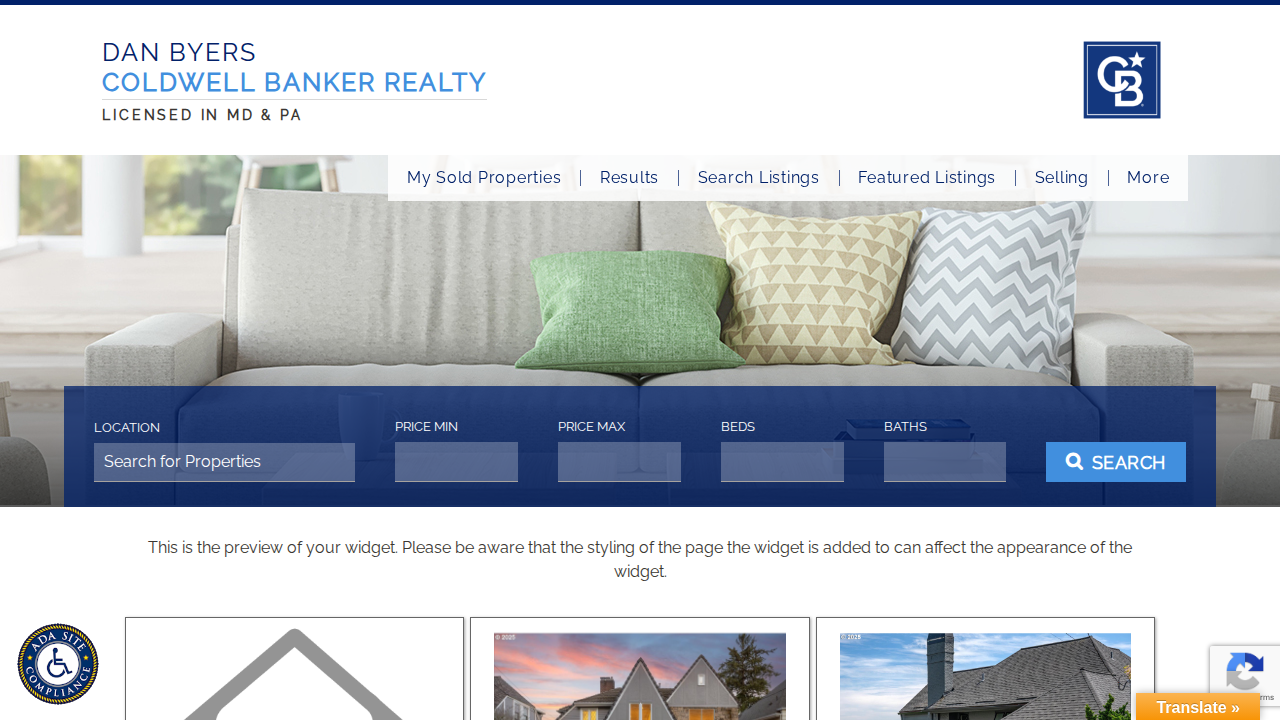 DAN BYERS
COLDWELL BANKER REALTY
LICENSED IN MD & PA
CB
My Sold Properties
Results
Search Listings
Featured Listings
Selling
More
LOCATION
PRICE MIN
PRICE MAX
BEDS
BATHS
Search for Properties
SEARCH
This is the preview of your widget. Please be aware that the styling of the page the widget is added to can affect the appearance of the
widget.
ADA SITE
COMPLIANCE
© 2025
Translate »